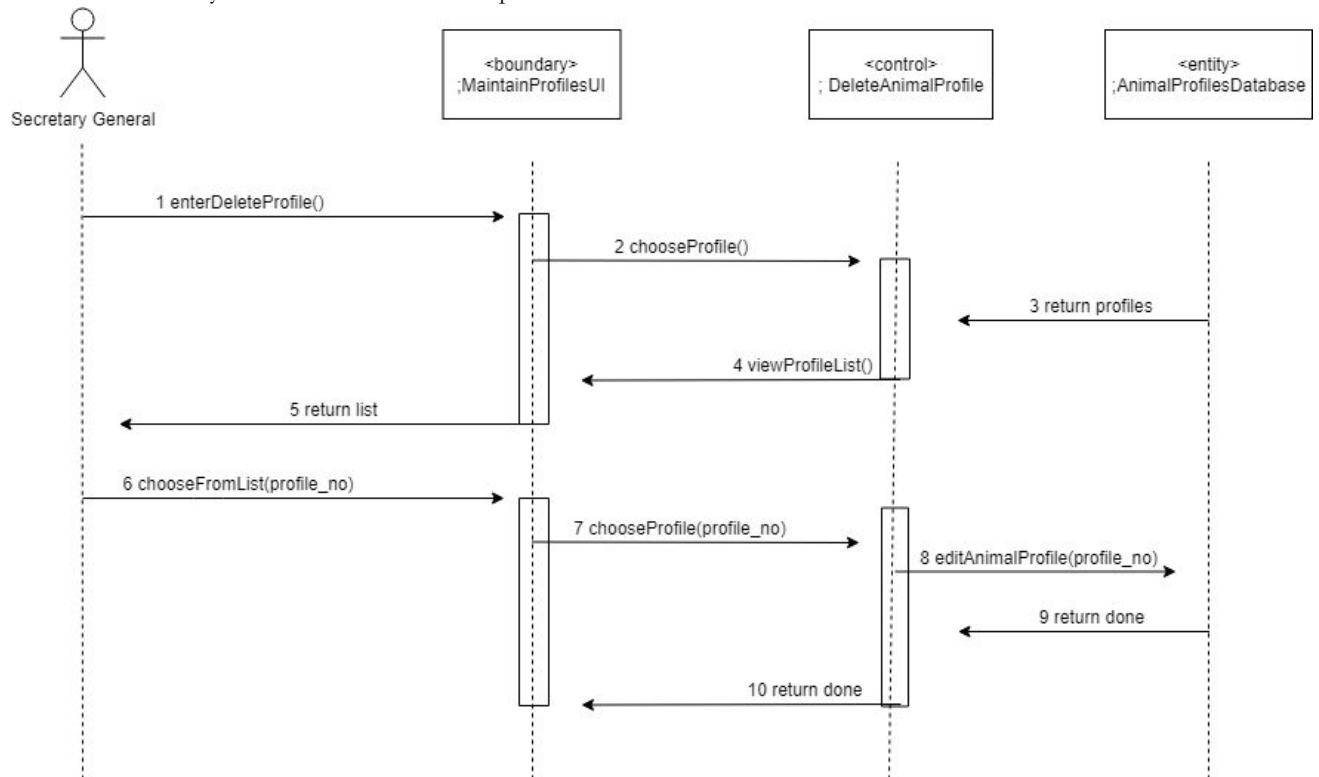 Secretary General
<boundary>
;MaintainProfilesUI
<control>
; DeleteAnimalProfile
<entity>
;AnimalProfilesDatabase
1 enterDeleteProfile()
2 chooseProfile()
3 return profiles
4 viewProfileList()
5 return list
6 chooseFromList(profile_no)
7 chooseProfile(profile_no)
8 editAnimalProfile(profile_no)
9 return done
10 return done